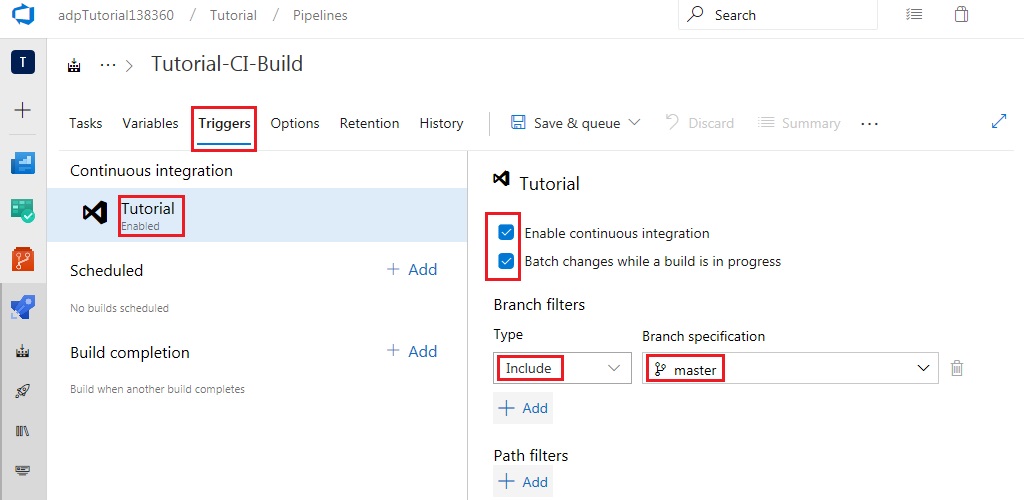 adpTutorial138360 / Tutorial / Pipelines Search
T
··· > Tutorial-CI-Build
Tasks Variables Triggers Options Retention History Save & queue Discard Summary ···
Continuous integration
Tutorial
Enabled
Scheduled + Add
No builds scheduled
Build completion + Add
Build when another build completes
Tutorial
Enable continuous integration
Batch changes while a build is in progress
Branch filters
Type Branch specification
Include master
+ Add
Path filters
+ Add